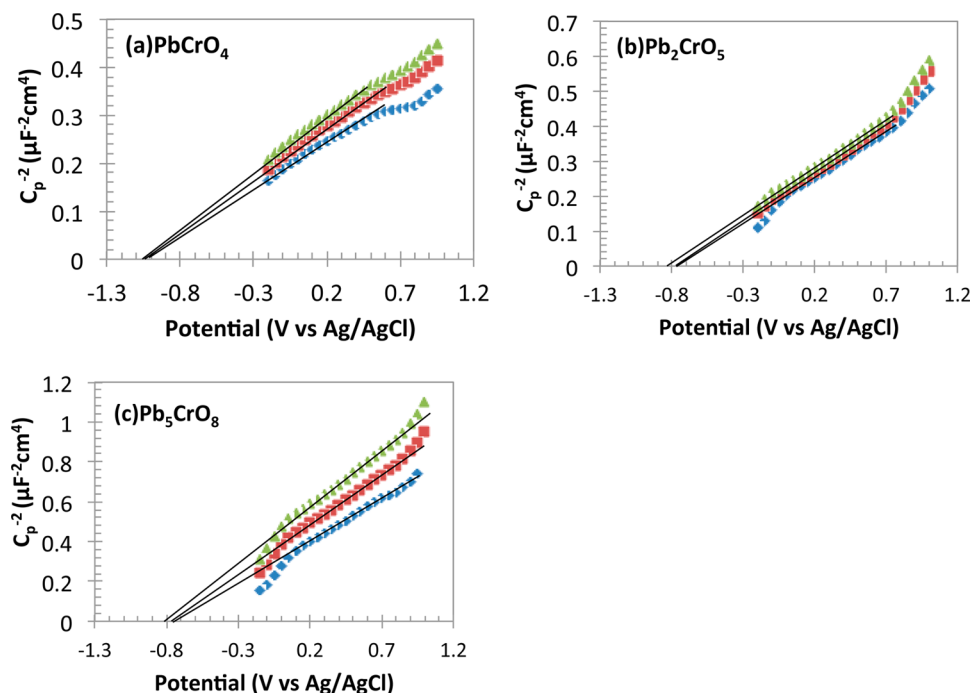 (a)PbCrO4
Cp-2 (μF-2cm4)
0.5
0.4
0.3
0.2
0.1
0
-1.3 -0.8 -0.3 0.2 0.7 1.2
Potential (V vs Ag/AgCl)
(b)Pb2CrO5
Cp-2 (μF-2cm4)
0.7
0.6
0.5
0.4
0.3
0.2
0.1
0
-1.3 -0.8 -0.3 0.2 0.7 1.2
Potential (V vs Ag/AgCl)
(c)Pb5CrO8
Cp-2 (μF-2cm4)
1.2
1
0.8
0.6
0.4
0.2
0
-1.3 -0.8 -0.3 0.2 0.7 1.2
Potential (V vs Ag/AgCl)